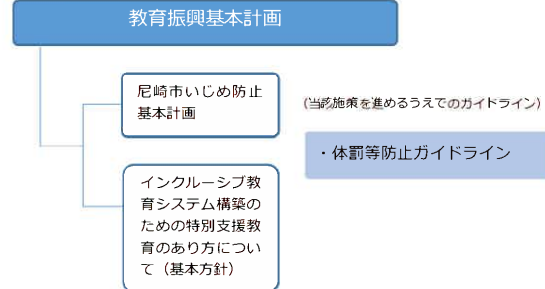 教育振興基本計画
尼崎市いじめ防止
基本計画
(当該施策を進めるうえでのガイドライン)
・体罰等防止ガイドライン
インクルーシブ教
育システム構築の
ための特別支援教
育のあり方につい
て（基本方針）